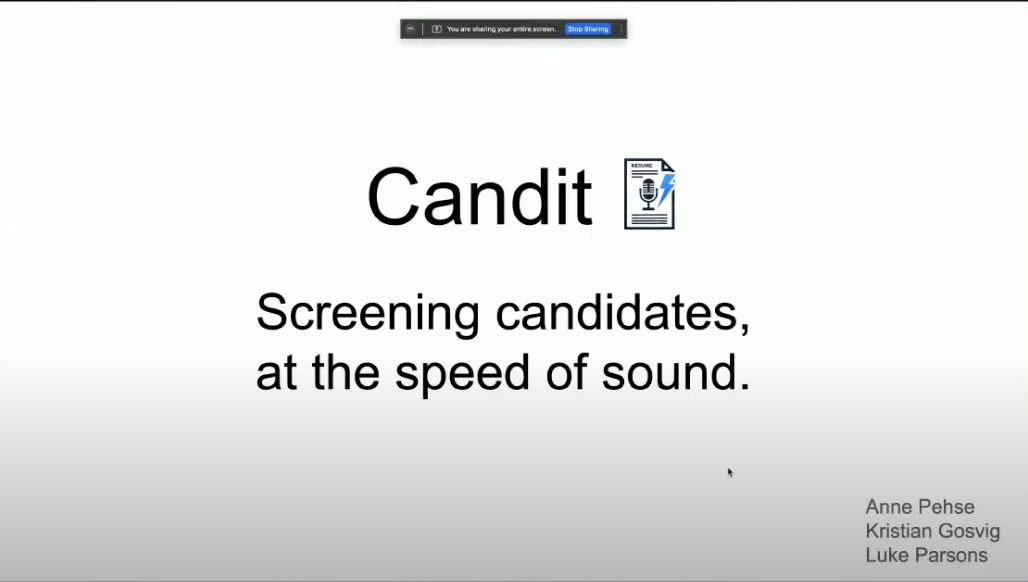 You are sharing your entire screen. Stop Sharing
Candit
RESUME
Screening candidates,
at the speed of sound.
Anne Pehse
Kristian Gosvig
Luke Parsons